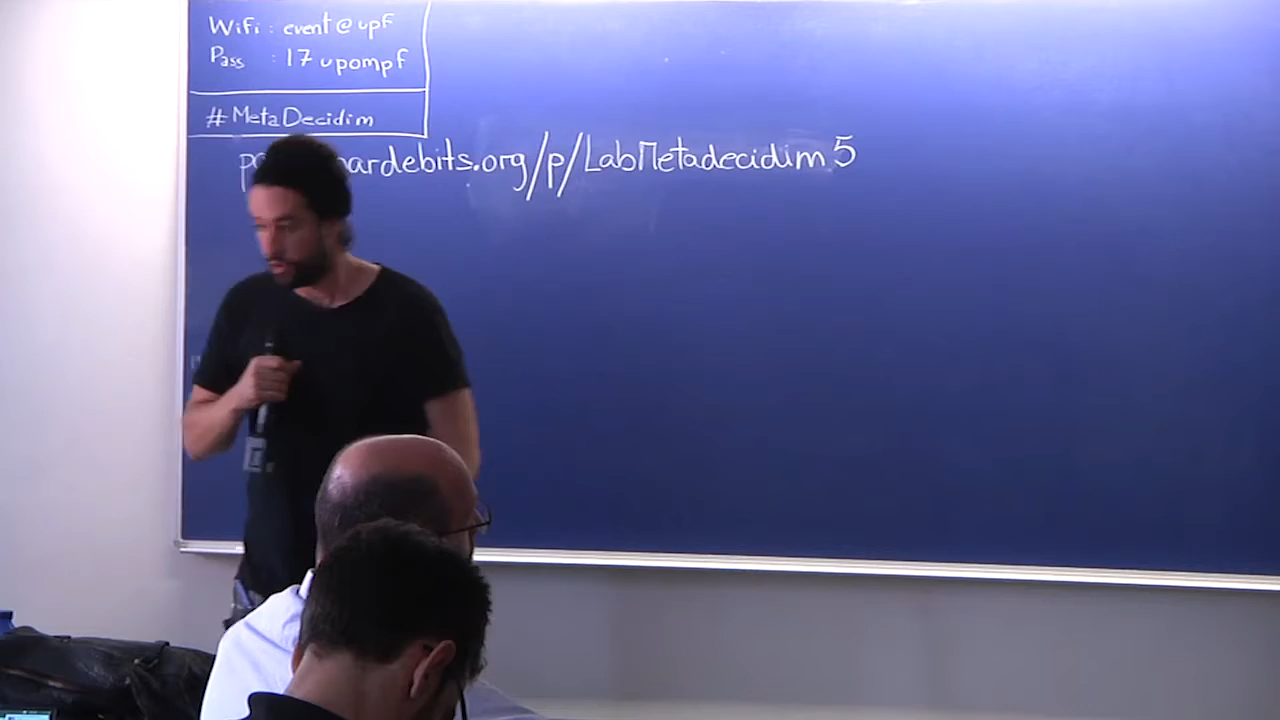 Wifi : event@upf
Pass : 17upompf
#MetaDecidim
ardebits.org/p/LabMetadecidim5